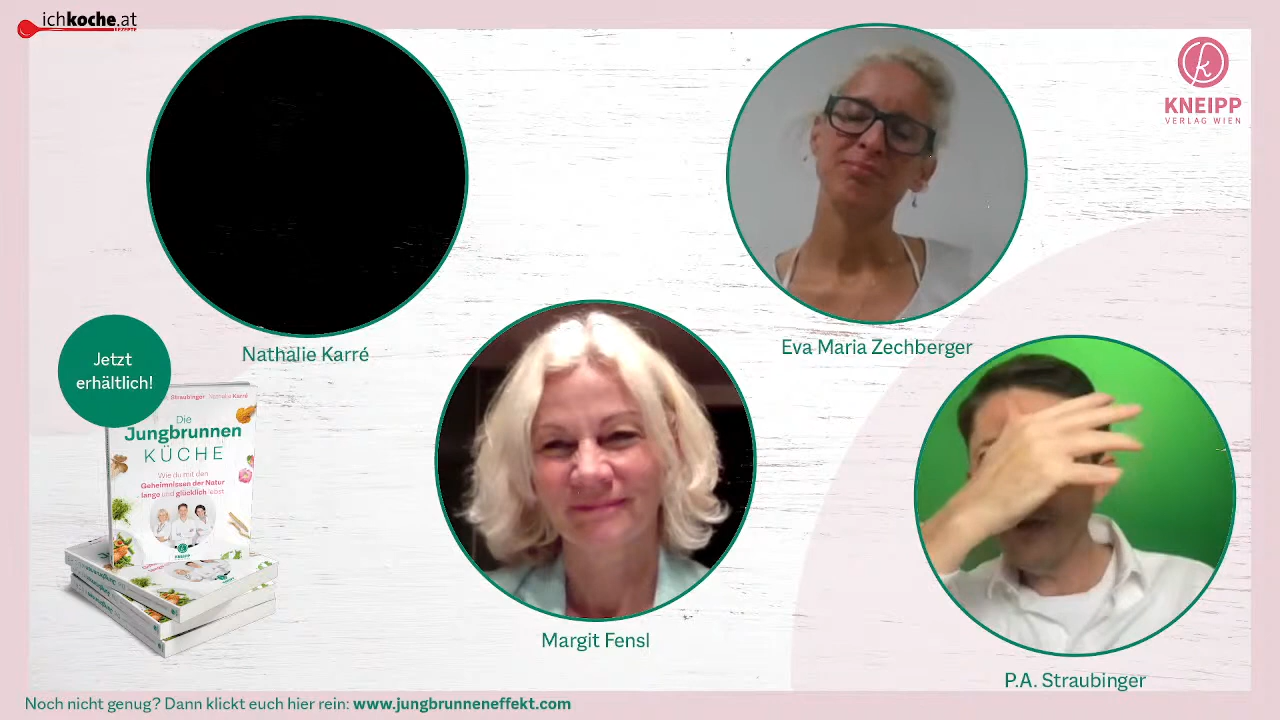 ichkoche.at
KNEIPP
VERLAG WIEN
Nathalie Karré
Eva Maria Zechberger
Jetzt
erhältlich!
Straubinger Nathalie Karré
Die
Jungbrunnen
KÜCHE
Wie du mit den
Geheimnissen der Natur
lange und glücklich isst
KNEIPP
Margit Fensl
P.A. Straubinger
Noch nicht genug? Dann klickt euch hier rein: www.jungbrunneneffekt.com